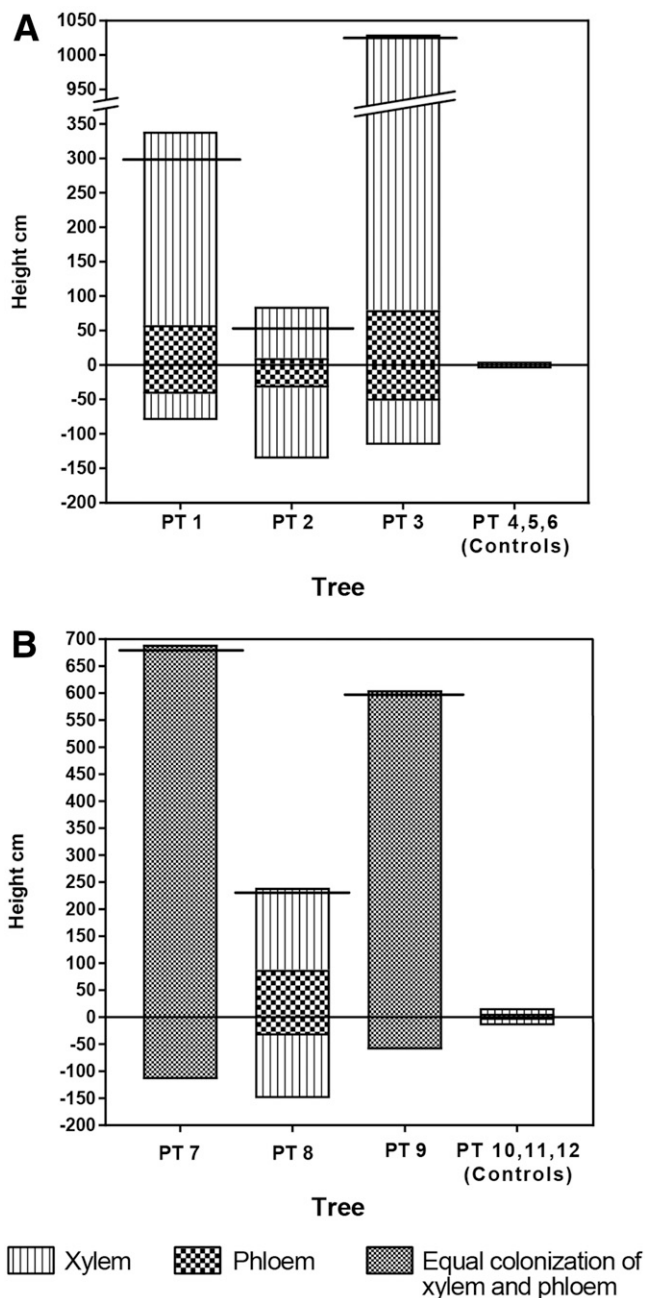 A
1050
1000
950
350
300
250
200
150
100
50
0
-50
-100
-150
-200
Height cm
PT 1 PT 2 PT 3 PT 4,5,6
(Controls)
Tree
B
700
650
600
550
500
450
400
350
300
250
200
150
100
50
0
-50
-100
-150
-200
Height cm
PT 7 PT 8 PT 9 PT 10,11,12
(Controls)
Tree
Xylem Phloem Equal colonization of
xylem and phloem